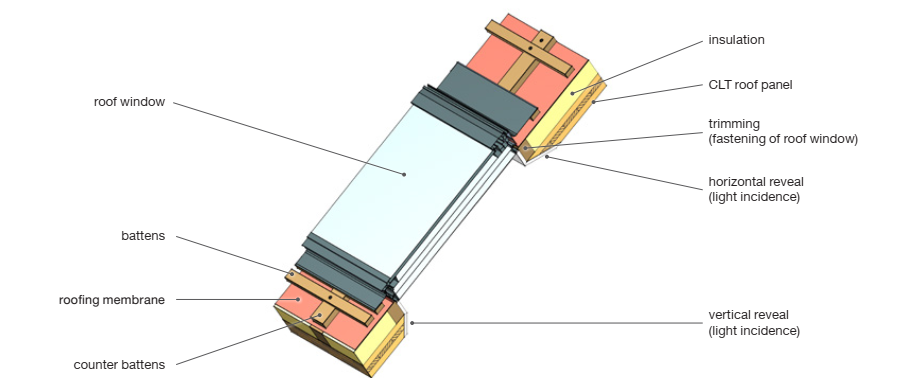 roof window
battens
roofing membrane
counter battens
insulation
CLT roof panel
trimming
(fastening of roof window)
horizontal reveal
(light incidence)
vertical reveal
(light incidence)